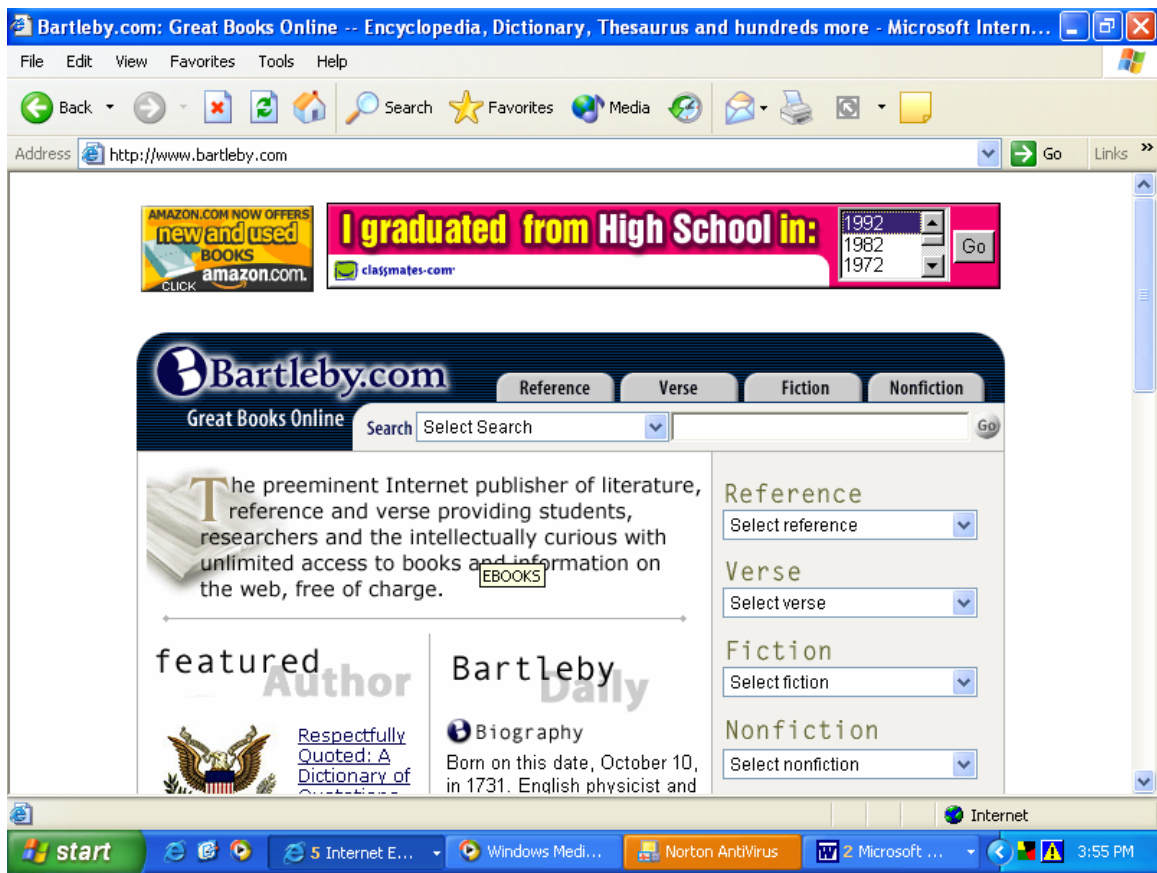 Bartleby.com: Great Books Online -- Encyclopedia, Dictionary, Thesaurus and hundreds more - Microsoft Intern...
File Edit View Favorites Tools Help
Back Search Favorites Media
Address http://www.bartleby.com Go Links »
AMAZON.COM NOW OFFERS
new and used
BOOKS
amazon.com.
CLICK
I graduated from High School in:
classmates.com
1992
1982
1972
Go
Bartleby.com
Great Books Online
Reference Verse Fiction Nonfiction
Search Select Search Go
The preeminent Internet publisher of literature,
reference and verse providing students,
researchers and the intellectually curious with
unlimited access to books and information on
the web, free of charge.
EBOOKS
featured
Author
Respectfully
Quoted: A
Dictionary of
Quotations
Bartleby
Daily
Biography
Born on this date, October 10,
in 1731. English physicist and
Reference
Select reference
Verse
Select verse
Fiction
Select fiction
Nonfiction
Select nonfiction
Internet
start 5 Internet E... Windows Medi... Norton AntiVirus 2 Microsoft ... 3:55 PM